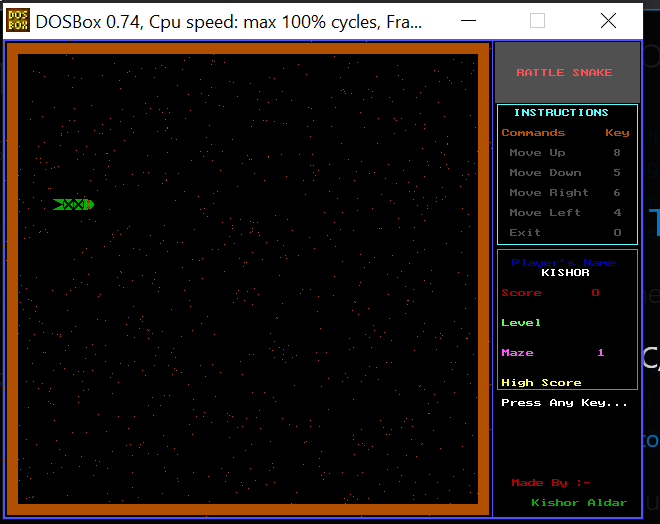 DOS
BOX
DOSBox 0.74, Cpu speed: max 100% cycles, Fra...
RATTLE SNAKE
INSTRUCTIONS
Commands Key
Move Up 8
Move Down 5
Move Right 6
Move Left 4
Exit 0
Player's Name
KISHOR
Score 0
Level
Maze 1
High Score
Press Any Key...
Made By :-
Kishor Aldar